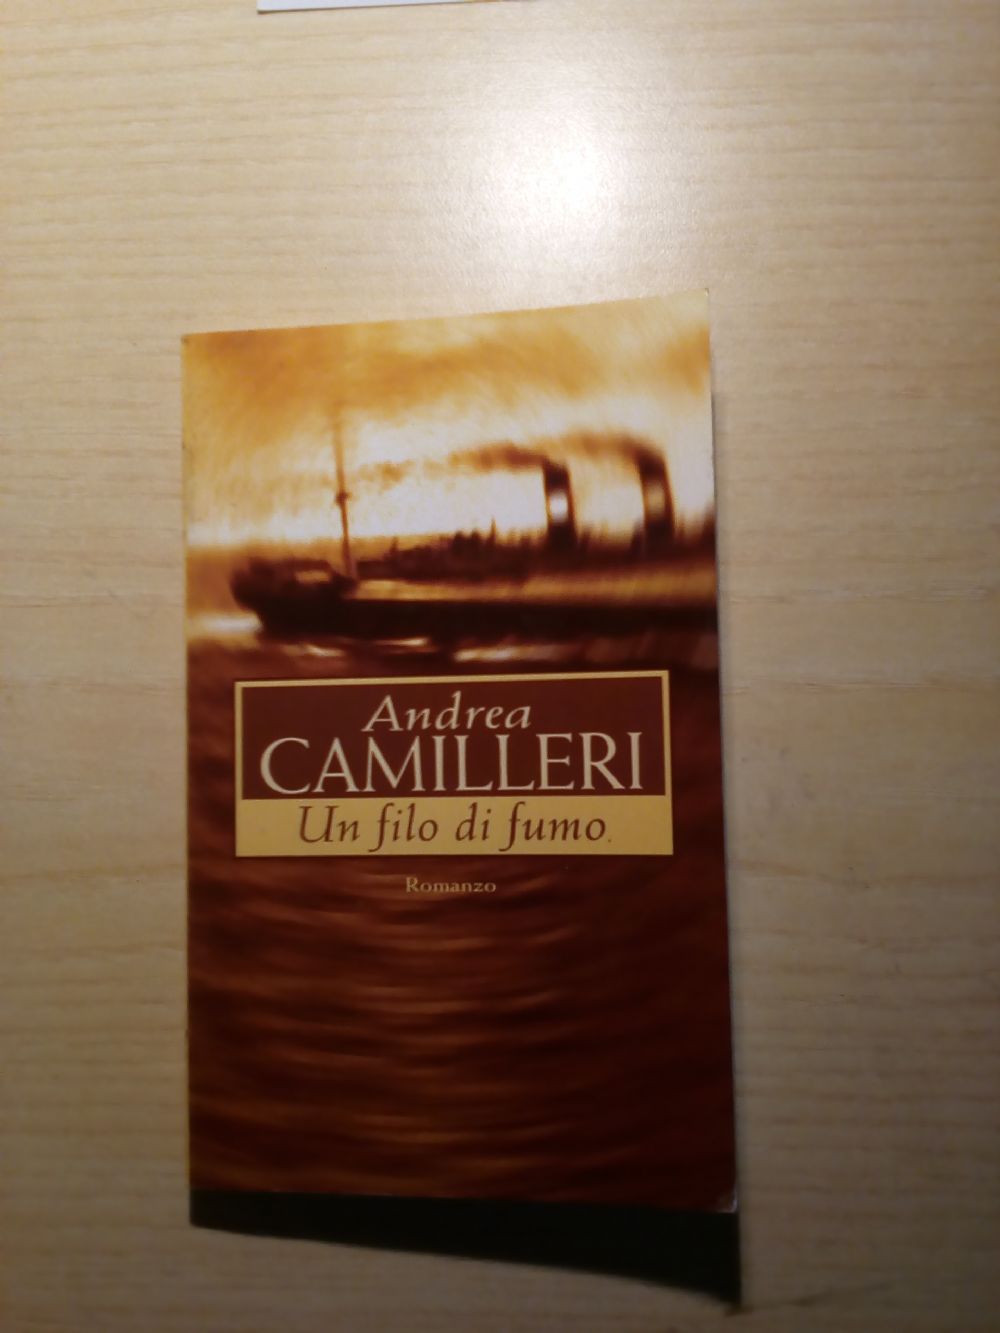 Andrea
CAMILLERI
Un filo di fumo
Romanzo